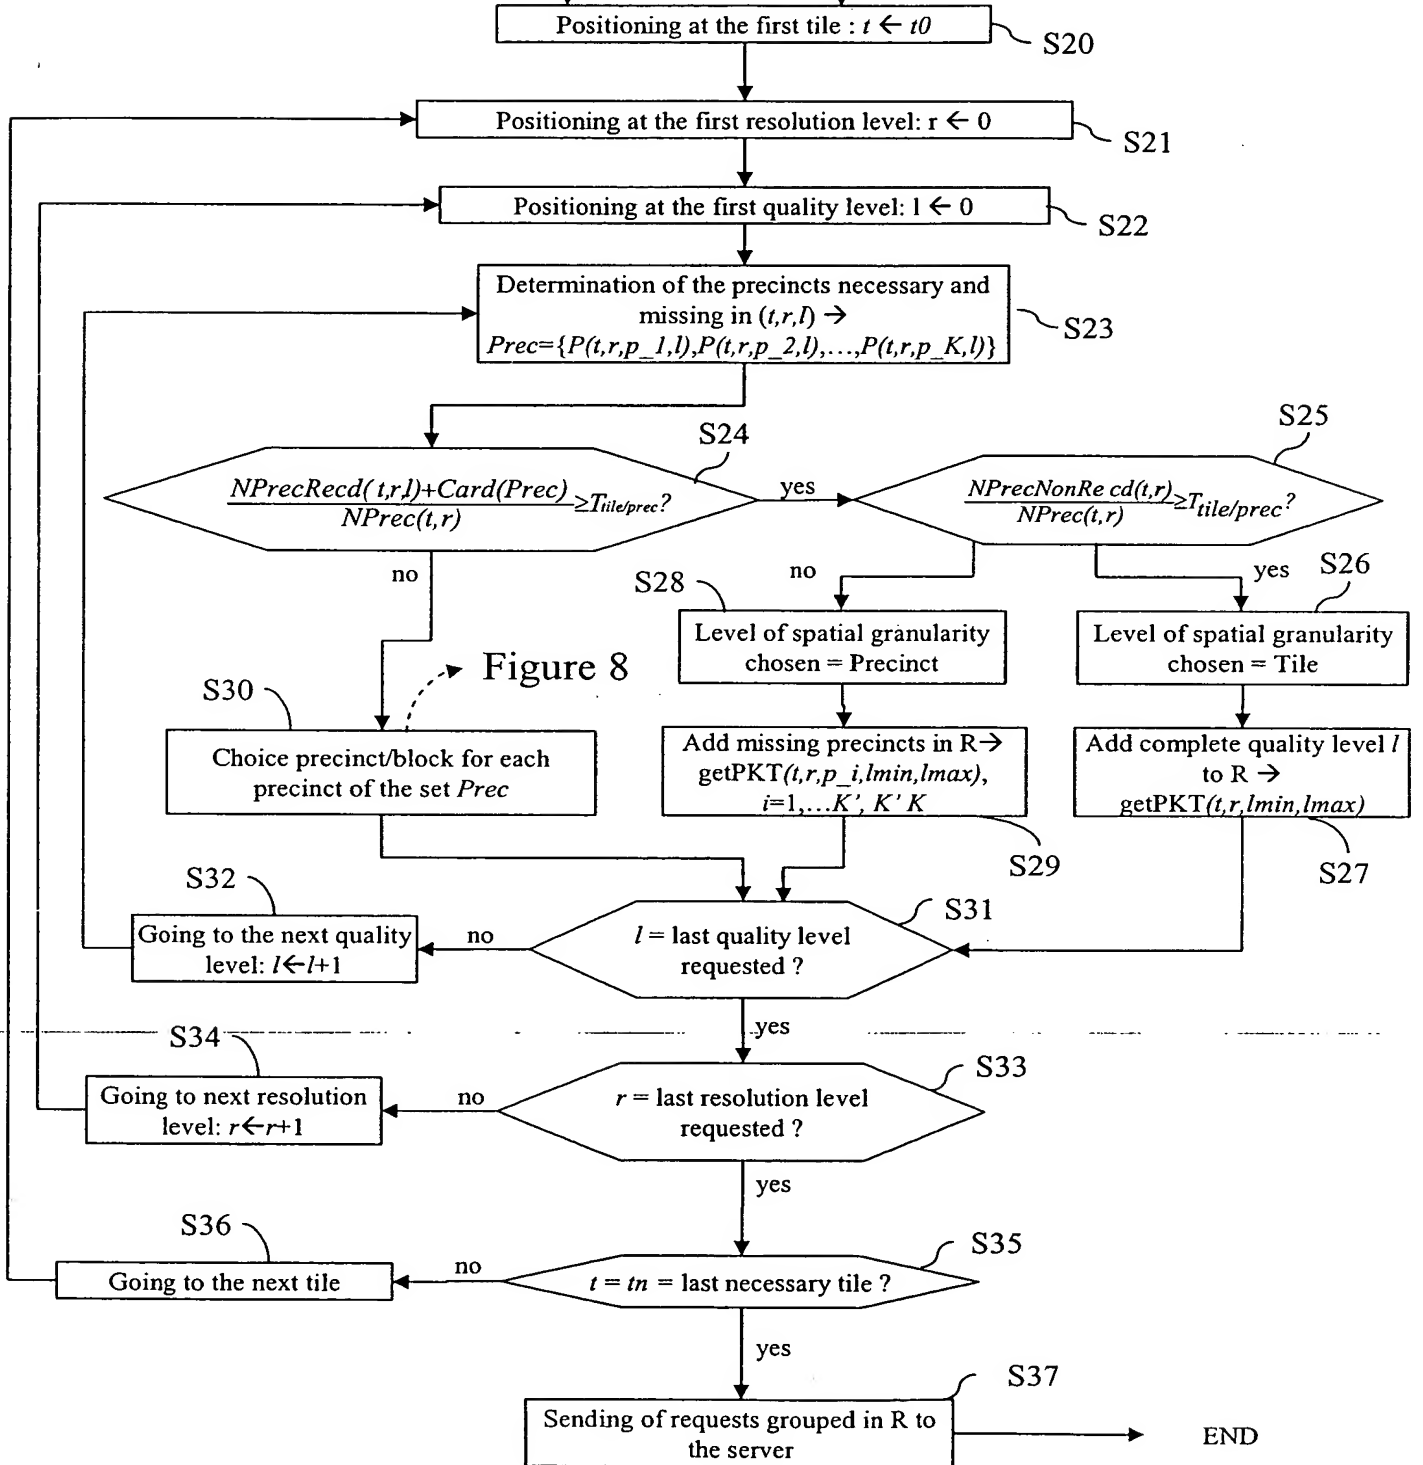 Positioning at the first tile : t ← t0
S20
Positioning at the first resolution level: r ← 0
S21
Positioning at the first quality level: l ← 0
S22
Determination of the precincts necessary and
missing in (t,r,l) →
Prec={P(t,r,p_1,l),P(t,r,p_2,l),...,P(t,r,p_K,l)}
S23
S24
NPrecRecd( t,r,l)+Card(Prec)
NPrec(t,r)
≥Ttile/prec?
yes
no
S25
NPrecNonRe cd(t,r)
NPrec(t,r)
≥Ttile/prec?
no
yes
S28
Level of spatial granularity
chosen = Precinct
S26
Level of spatial granularity
chosen = Tile
Figure 8
S30
Choice precinct/block for each
precinct of the set Prec
Add missing precincts in R→
getPKT(t,r,p_i,lmin,lmax),
i=1,...K', K' K
S29
Add complete quality level l
to R →
getPKT(t,r,lmin,lmax)
S27
S32
Going to the next quality
level: l←l+1
no
l = last quality level
requested ?
S31
yes
S34
Going to next resolution
level: r←r+1
no
r = last resolution level
requested ?
S33
yes
S36
Going to the next tile
no
t = tn = last necessary tile ?
S35
yes
S37
Sending of requests grouped in R to
the server
END